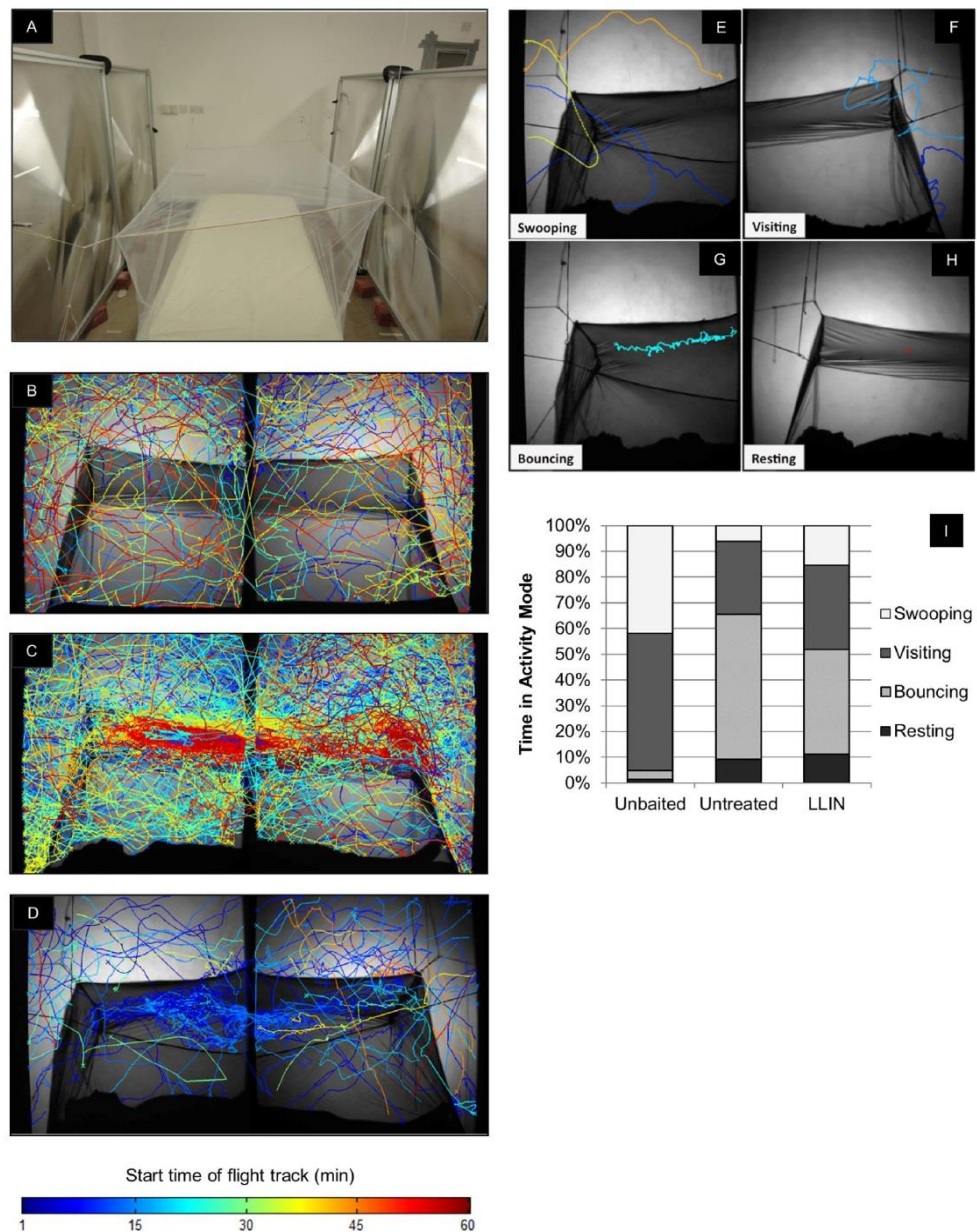 A
B
C
D
Start time of flight track (min)
1 15 30 45 60
E
Swooping
F
Visiting
G
Bouncing
H
Resting
I
100%
90%
80%
70%
60%
50%
40%
30%
20%
10%
0%
Time in Activity Mode
Unbaited Untreated LLIN
Swooping
Visiting
Bouncing
Resting